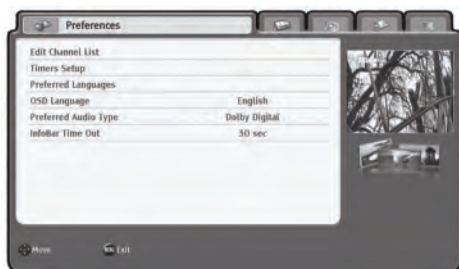 Preferences
Edit Channel List
Timers Setup
Preferred Languages
OSD Language English
Preferred Audio Type Dolby Digital
InfoBar Time Out 30 sec
Move Exit